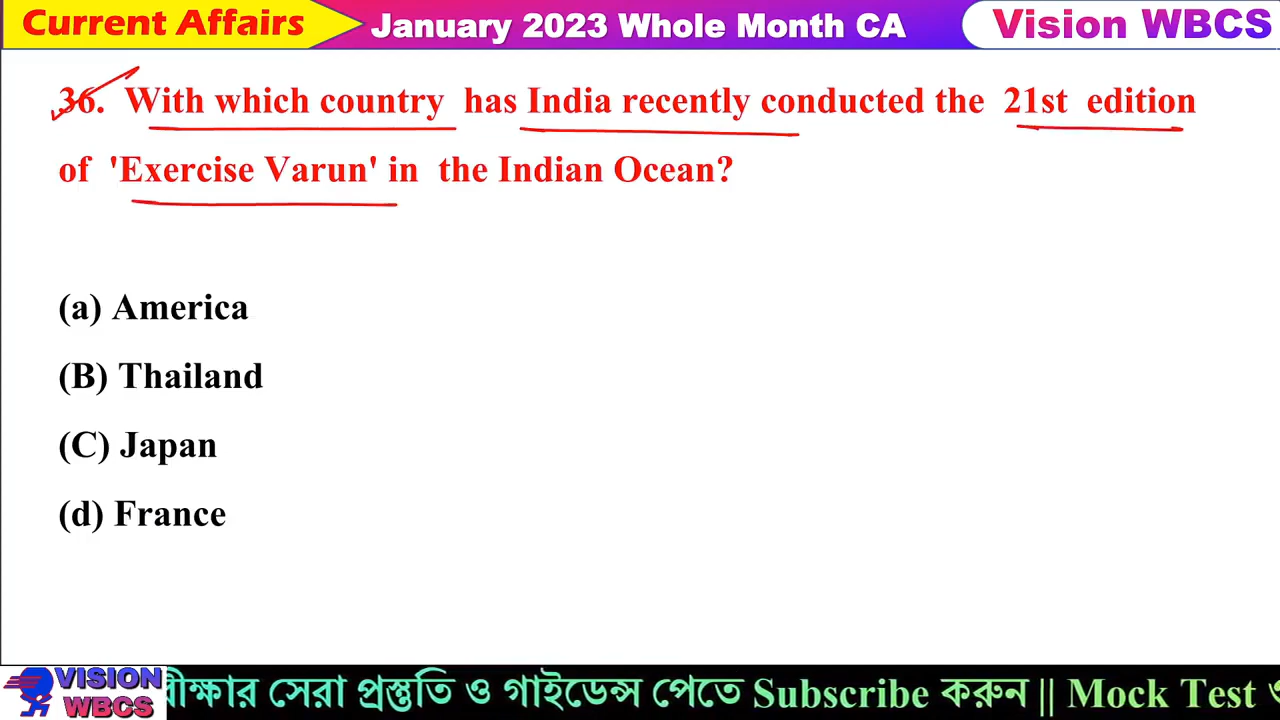 Current Affairs
January 2023 Whole Month CA
Vision WBCS
36. With which country has India recently conducted the 21st edition
of 'Exercise Varun' in the Indian Ocean?
(a) America
(B) Thailand
(C) Japan
(d) France
VISION
WBCS
সেরা প্রস্তুতি ও গাইডেন্স পেতে Subscribe করুন || Mock Test